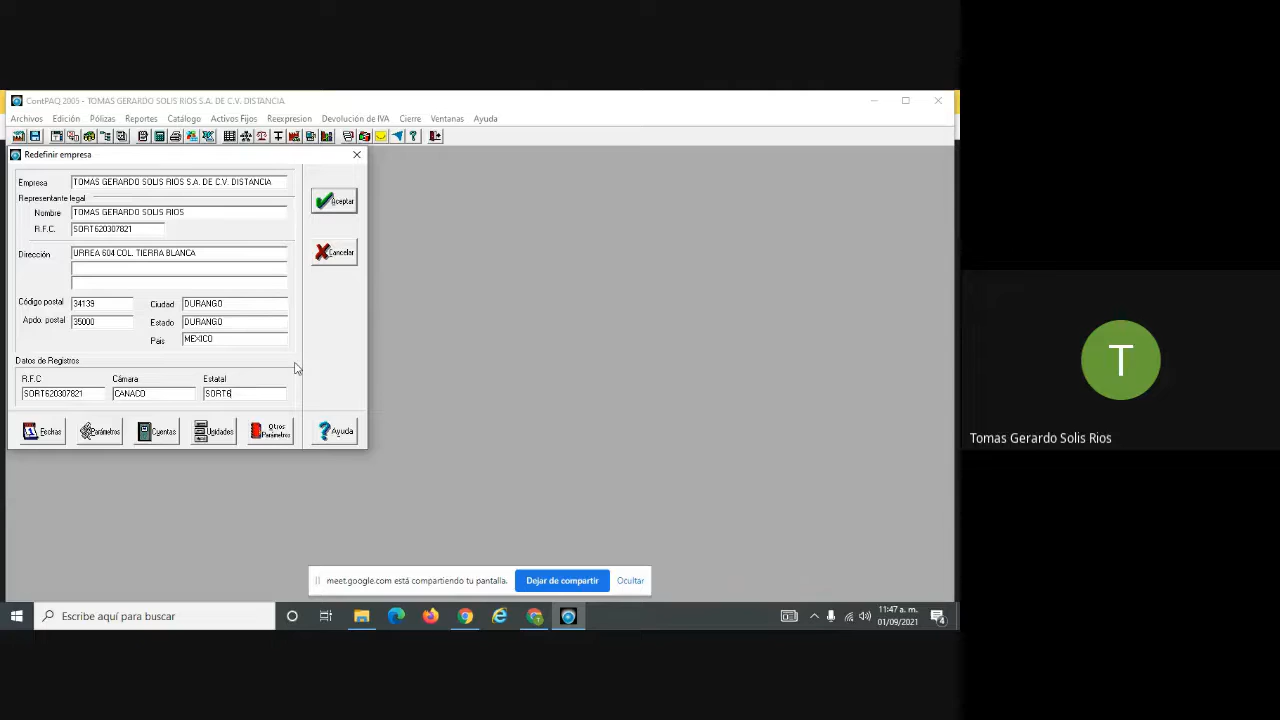 ContPAQ 2005 - TOMAS GERARDO SOLIS RIOS S.A. DE C.V. DISTANCIA
Archivos Edición Pólizas Reportes Catálogo Activos Fijos Reexpresion Devolución de IVA Cierre Ventanas Ayuda
Redefinir empresa
Empresa TOMAS GERARDO SOLIS RIOS S.A. DE C.V. DISTANCIA
Representante legal
Nombre TOMAS GERARDO SOLIS RIOS
R.F.C. SORT620307821
Aceptar
Dirección URREA 604 COL. TIERRA BLANCA
Cancelar
Código postal 34139 Ciudad DURANGO
Apdo. postal 35000 Estado DURANGO
Pais MEXICO
Datos de Registros
R.F.C Cámara Estatal
SORT620307821 CANACO SORT6
Fechas Parámetros Cuentas Utilidades Otros Parámetros Ayuda
T
Tomas Gerardo Solis Rios
meet.google.com está compartiendo tu pantalla. Dejar de compartir Ocultar
Escribe aquí para buscar
11:47 a. m.
01/09/2021
4